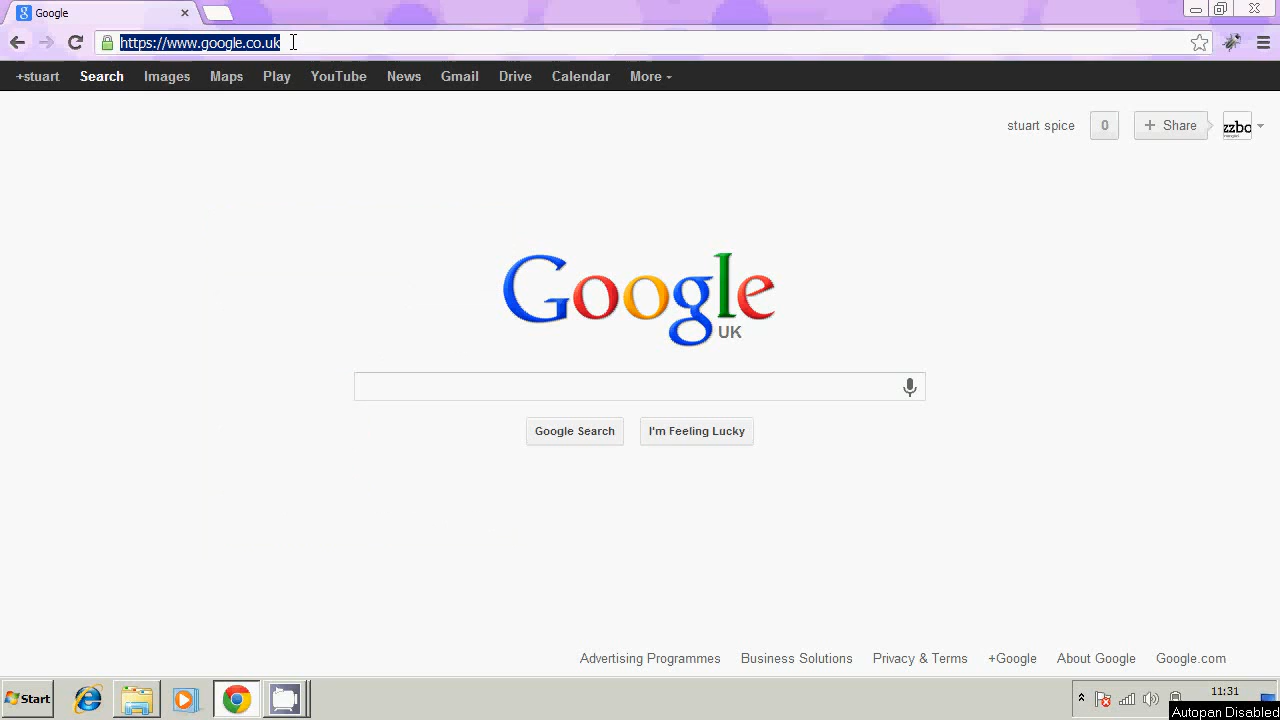 Google
https://www.google.co.uk
+stuart Search Images Maps Play YouTube News Gmail Drive Calendar More
stuart spice 0 + Share zzbo
Google
UK
Google Search I'm Feeling Lucky
Advertising Programmes Business Solutions Privacy & Terms +Google About Google Google.com
Start 11:31
Autopan Disabled